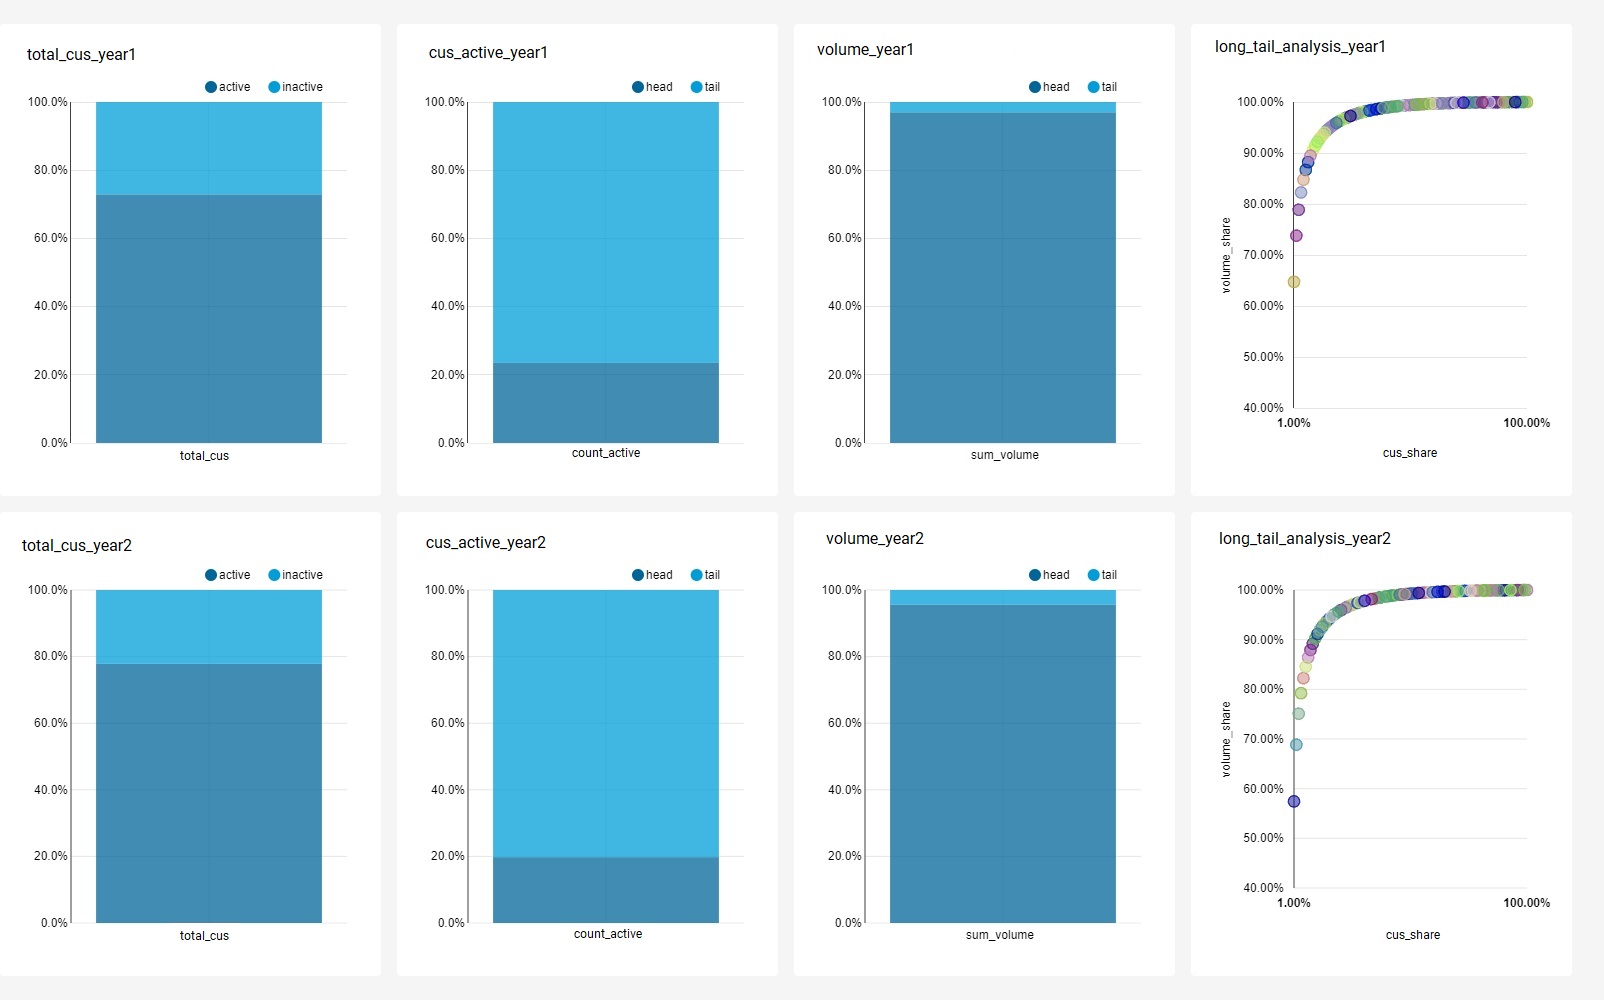 total_cus_year1
active inactive
100.0%
80.0%
60.0%
40.0%
20.0%
0.0%
total_cus
cus_active_year1
head tail
100.0%
80.0%
60.0%
40.0%
20.0%
0.0%
count_active
volume_year1
head tail
100.0%
80.0%
60.0%
40.0%
20.0%
0.0%
sum_volume
long_tail_analysis_year1
100.00%
90.00%
80.00%
70.00%
60.00%
50.00%
40.00%
volume_share
1.00% 100.00%
cus_share
total_cus_year2
active inactive
100.0%
80.0%
60.0%
40.0%
20.0%
0.0%
total_cus
cus_active_year2
head tail
100.0%
80.0%
60.0%
40.0%
20.0%
0.0%
count_active
volume_year2
head tail
100.0%
80.0%
60.0%
40.0%
20.0%
0.0%
sum_volume
long_tail_analysis_year2
100.00%
90.00%
80.00%
70.00%
60.00%
50.00%
40.00%
volume_share
1.00% 100.00%
cus_share